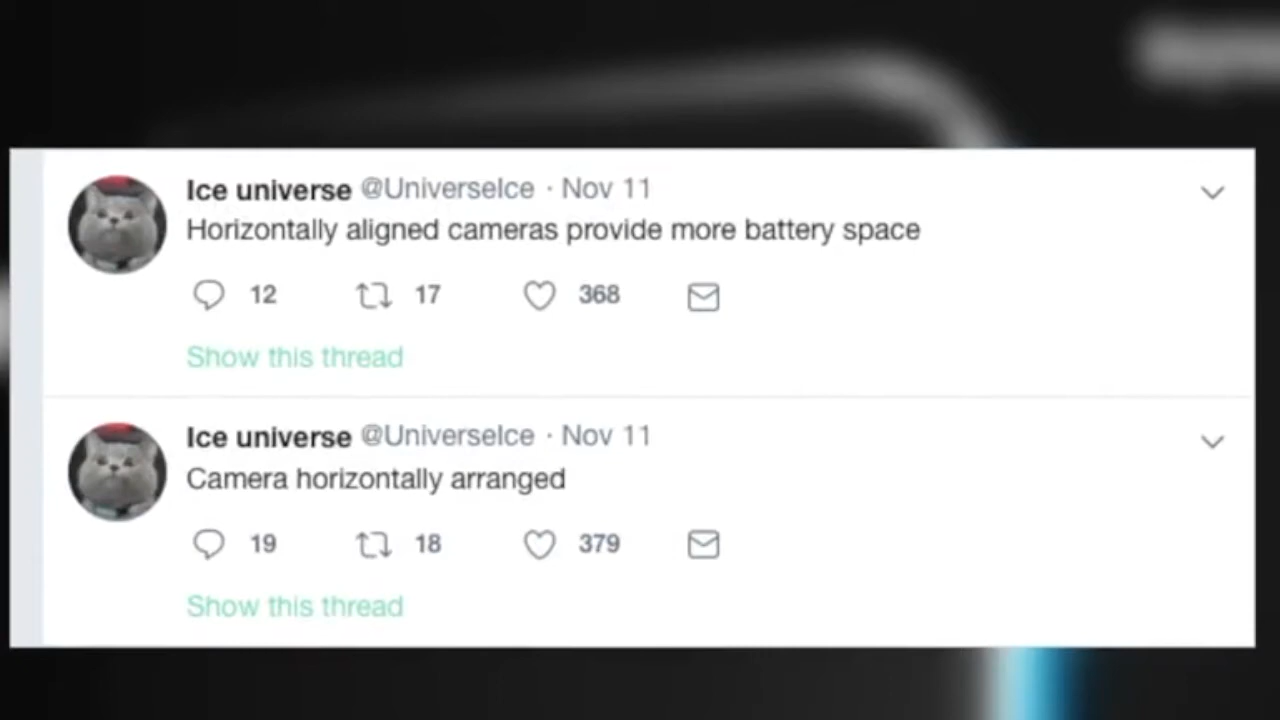 Ice universe @UniverseIce · Nov 11
Horizontally aligned cameras provide more battery space
12 17 368
Show this thread
Ice universe @UniverseIce · Nov 11
Camera horizontally arranged
19 18 379
Show this thread